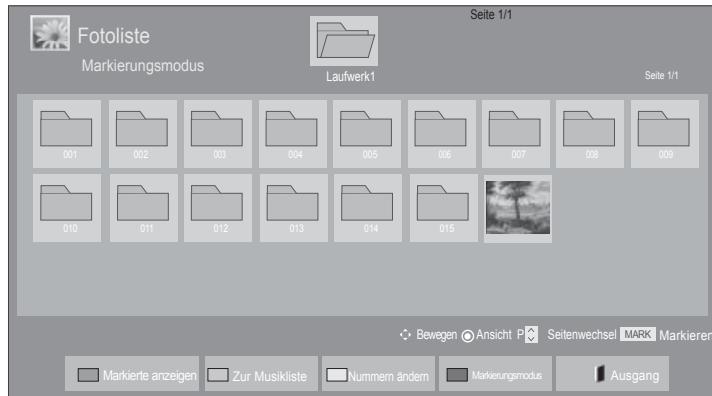 Seite 1/1
Fotoliste
Markierungsmodus
Laufwerk1
Seite 1/1
001 002 003 004 005 006 007 008 009
010 011 012 013 014 015
Bewegen Ansicht P Seitenwechsel MARK Markieren
Markierte anzeigen Zur Musikliste Nummern ändern Markierungsmodus Ausgang